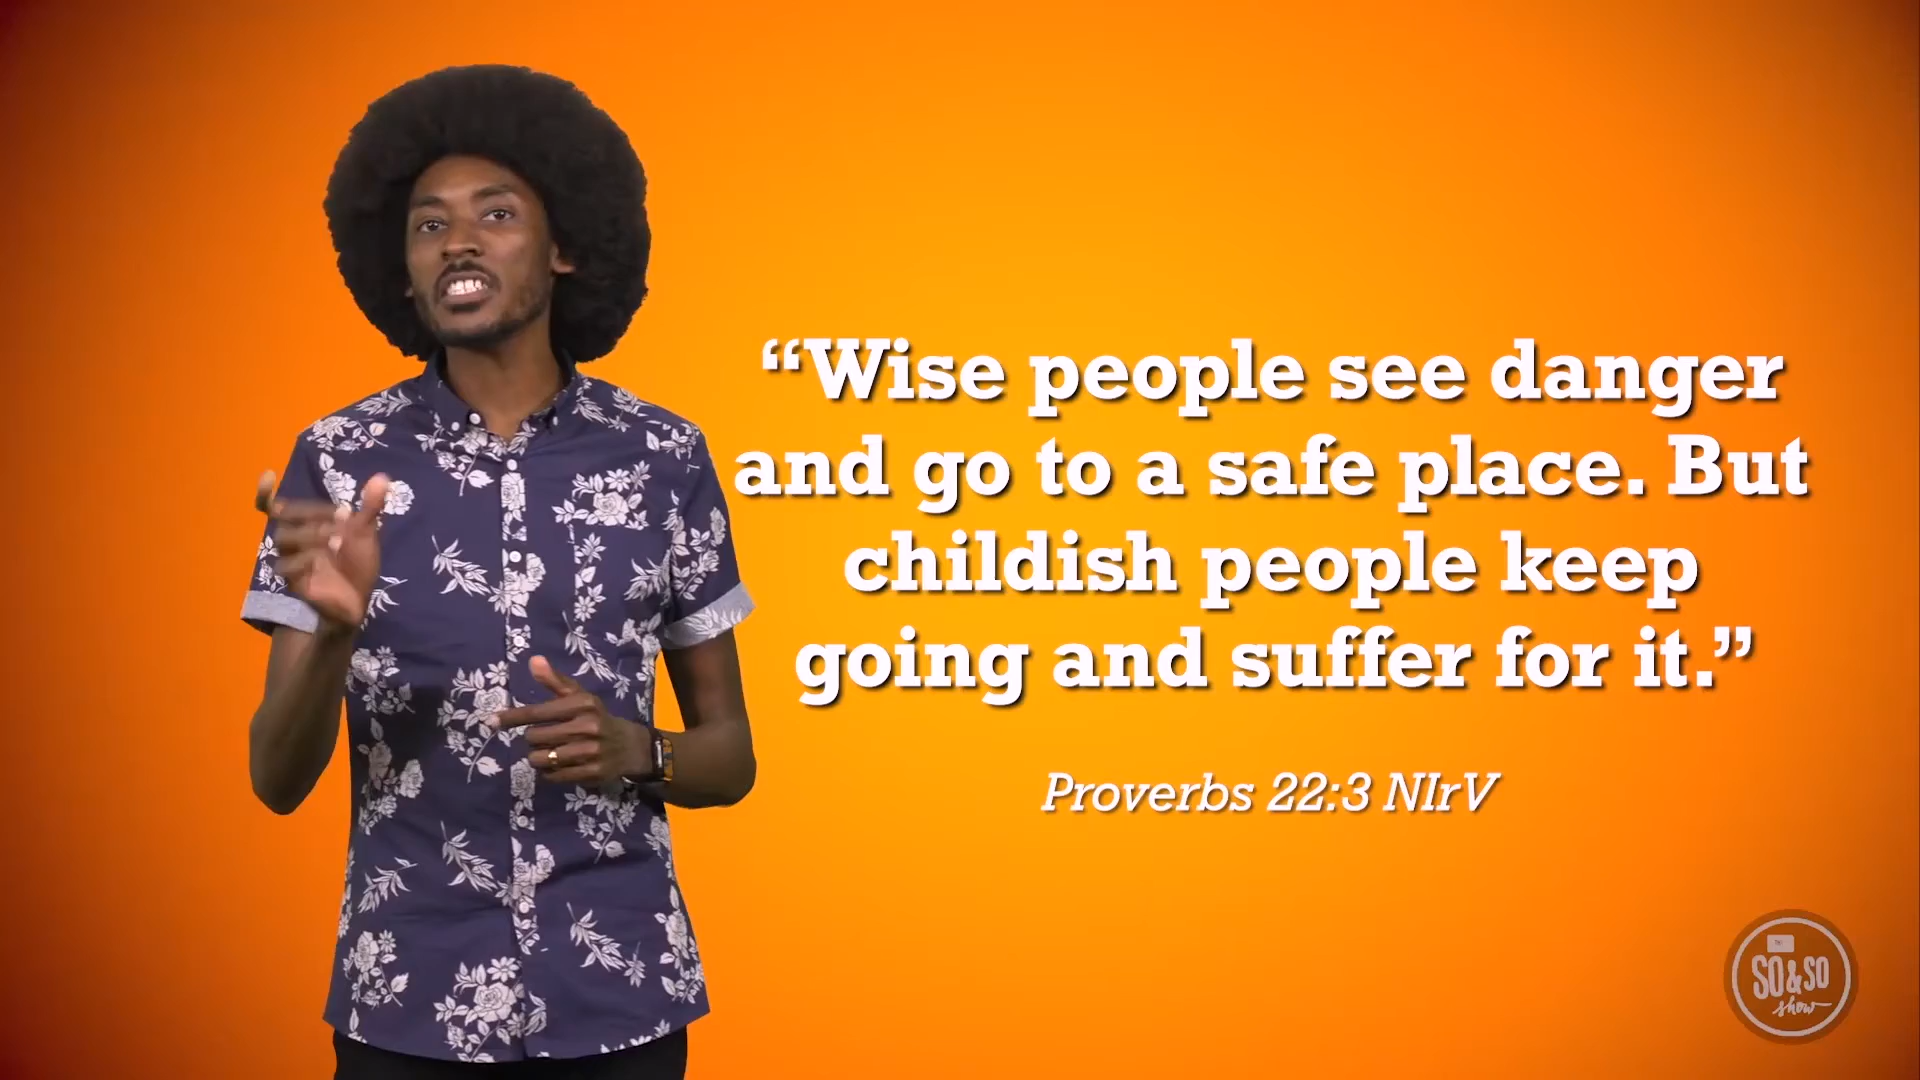 “Wise people see danger
and go to a safe place. But
childish people keep
going and suffer for it.”
Proverbs 22:3 NIrV
SO & SO
show